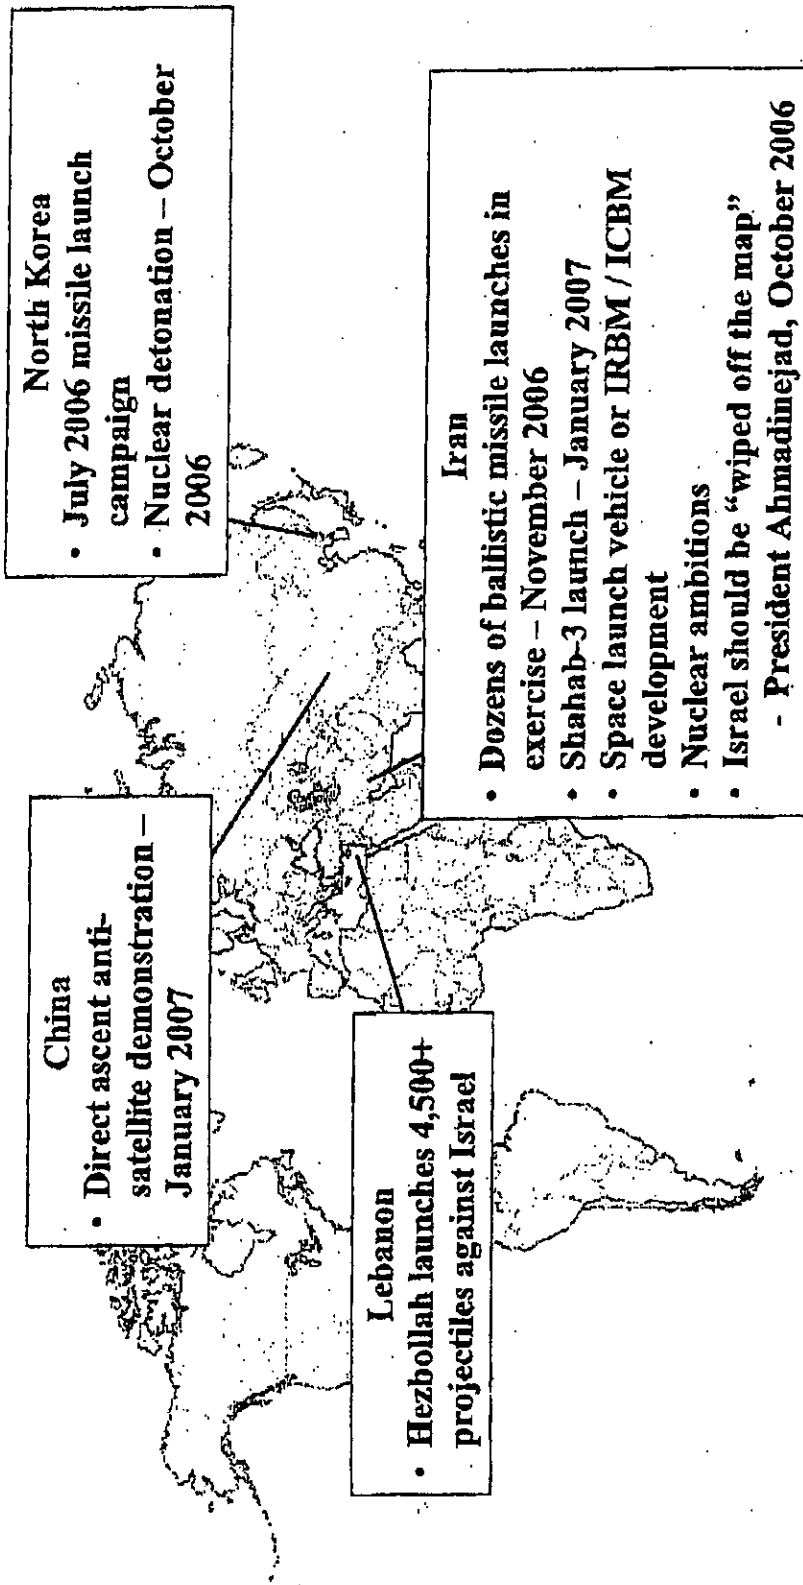 China
• Direct ascent anti-
satellite demonstration –
January 2007
North Korea
• July 2006 missile launch
campaign
• Nuclear detonation – October
2006
Lebanon
• Hezbollah launches 4,500+
projectiles against Israel
Iran
• Dozens of ballistic missile launches in
exercise – November 2006
• Shahab-3 launch – January 2007
• Space launch vehicle or IRBM / ICBM
development
• Nuclear ambitions
• Israel should be “wiped off the map”
- President Ahmadinejad, October 2006